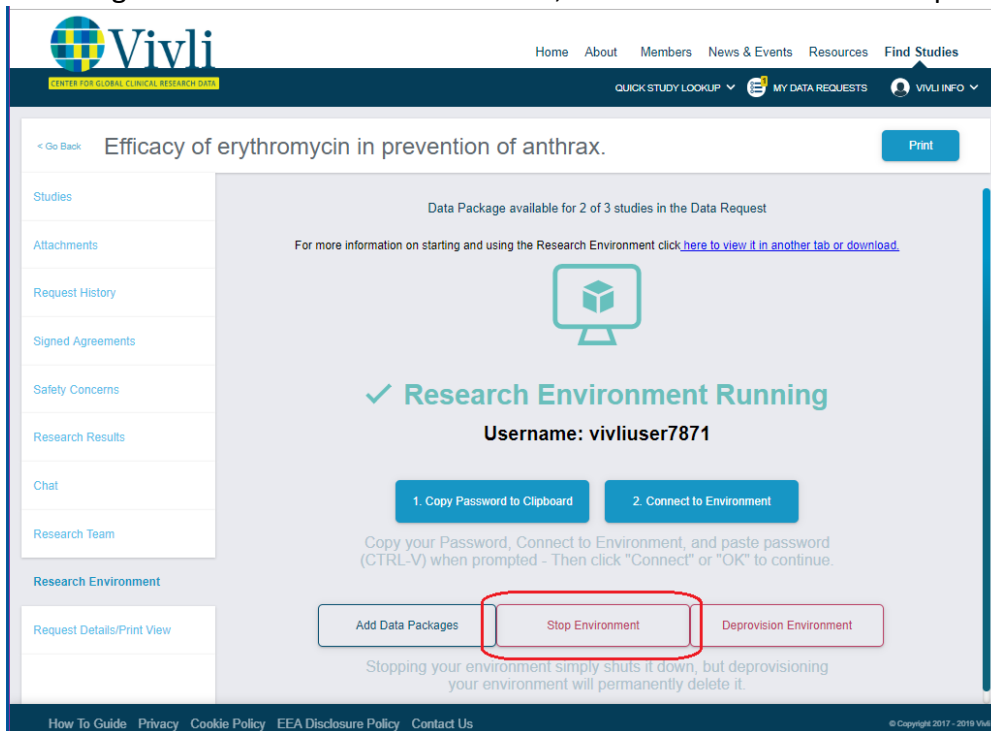 Vivli
CENTER FOR GLOBAL CLINICAL RESEARCH DATA
Home About Members News & Events Resources Find Studies
QUICK STUDY LOOKUP MY DATA REQUESTS VIVLI INFO
< Go Back Efficacy of erythromycin in prevention of anthrax. Print
Studies
Attachments
Request History
Signed Agreements
Safety Concerns
Research Results
Chat
Research Team
Research Environment
Request Details/Print View
Data Package available for 2 of 3 studies in the Data Request
For more information on starting and using the Research Environment click here to view it in another tab or download.
Research Environment Running
Username: vivliuser7871
1. Copy Password to Clipboard 2. Connect to Environment
Copy your Password, Connect to Environment, and paste password
(CTRL-V) when prompted - Then click "Connect" or "OK" to continue.
Add Data Packages Stop Environment Deprovision Environment
Stopping your environment simply shuts it down, but deprovisioning
your environment will permanently delete it.
How To Guide Privacy Cookie Policy EEA Disclosure Policy Contact Us
© Copyright 2017 - 2019